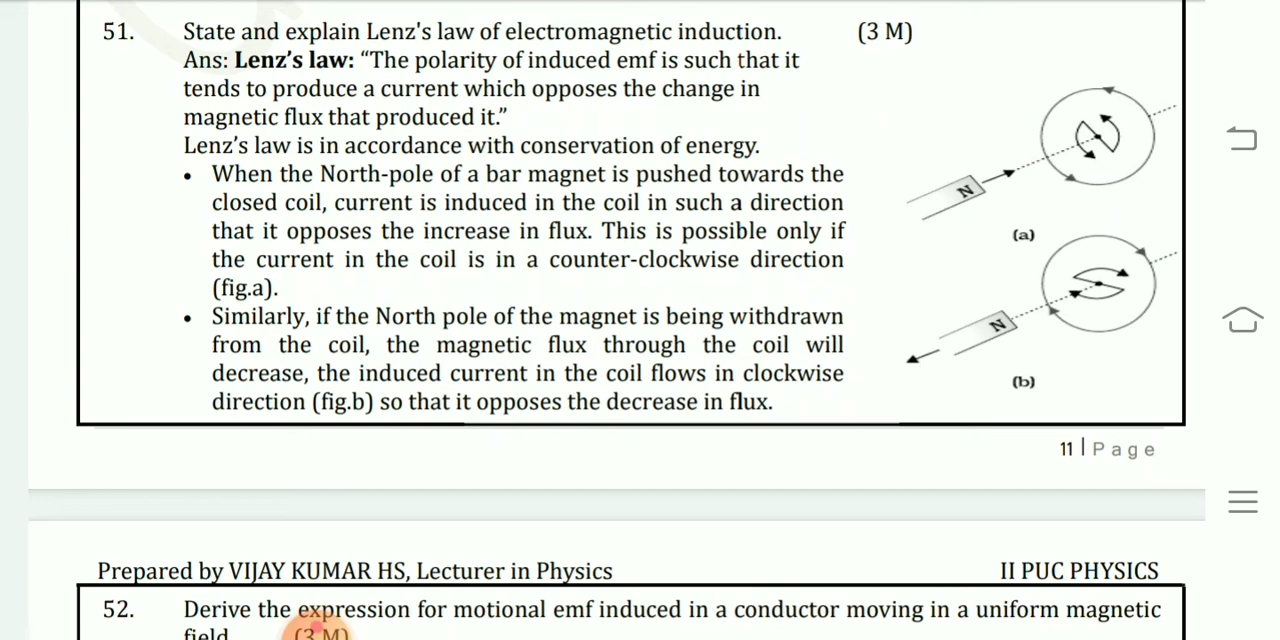 51. State and explain Lenz's law of electromagnetic induction. (3 M)
Ans: Lenz's law: “The polarity of induced emf is such that it
tends to produce a current which opposes the change in
magnetic flux that produced it.”
Lenz's law is in accordance with conservation of energy.
• When the North-pole of a bar magnet is pushed towards the
closed coil, current is induced in the coil in such a direction
that it opposes the increase in flux. This is possible only if
the current in the coil is in a counter-clockwise direction
(fig.a).
• Similarly, if the North pole of the magnet is being withdrawn
from the coil, the magnetic flux through the coil will
decrease, the induced current in the coil flows in clockwise
direction (fig.b) so that it opposes the decrease in flux.
N
N
(a)
N
(b)
11 | Page
Prepared by VIJAY KUMAR HS, Lecturer in Physics II PUC PHYSICS
52. Derive the expression for motional emf induced in a conductor moving in a uniform magnetic
field. (3 M)